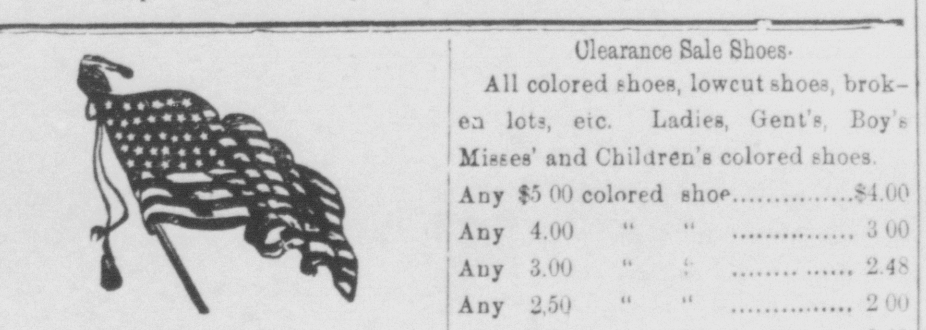 Clearance Sale Shoes.
All colored shoes, lowcut shoes, brok-
en lots, etc. Ladies, Gent's, Boy's
Misses' and Children's colored shoes.
Any $5 00 colored shoe..............$4.00
Any 4.00 " " ............... 3 00
Any 3.00 " " ............... 2.48
Any 2,50 " " ............... 2 00